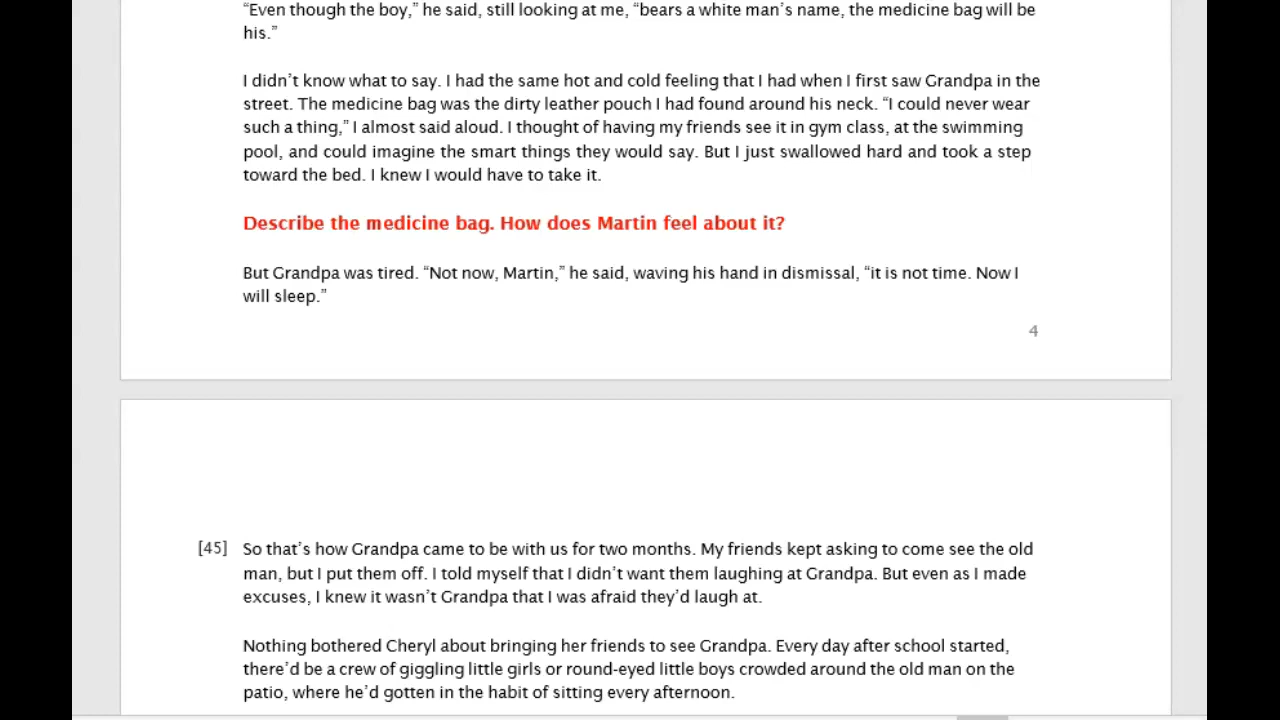 “Even though the boy,” he said, still looking at me, “bears a white man’s name, the medicine bag will be
his.”
I didn’t know what to say. I had the same hot and cold feeling that I had when I first saw Grandpa in the
street. The medicine bag was the dirty leather pouch I had found around his neck. “I could never wear
such a thing,” I almost said aloud. I thought of having my friends see it in gym class, at the swimming
pool, and could imagine the smart things they would say. But I just swallowed hard and took a step
toward the bed. I knew I would have to take it.
Describe the medicine bag. How does Martin feel about it?
But Grandpa was tired. “Not now, Martin,” he said, waving his hand in dismissal, “it is not time. Now I
will sleep.”
4
[45] So that’s how Grandpa came to be with us for two months. My friends kept asking to come see the old
man, but I put them off. I told myself that I didn’t want them laughing at Grandpa. But even as I made
excuses, I knew it wasn’t Grandpa that I was afraid they’d laugh at.
Nothing bothered Cheryl about bringing her friends to see Grandpa. Every day after school started,
there’d be a crew of giggling little girls or round-eyed little boys crowded around the old man on the
patio, where he’d gotten in the habit of sitting every afternoon.